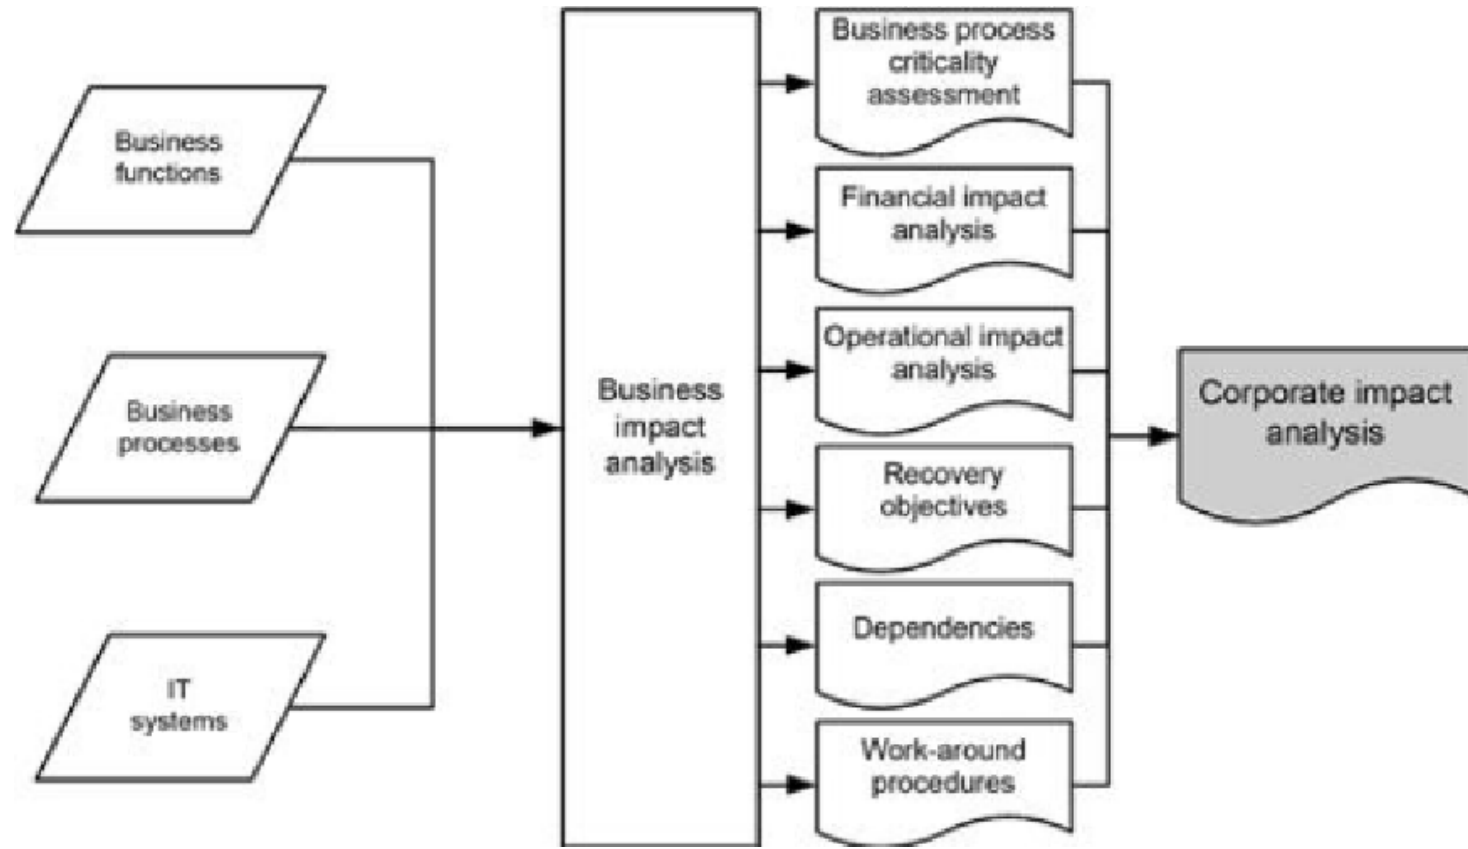 Business
functions
Business
processes
IT
systems
Business
impact
analysis
Business process
criticality
assessment
Financial impact
analysis
Operational impact
analysis
Recovery
objectives
Dependencies
Work-around
procedures
Corporate impact
analysis